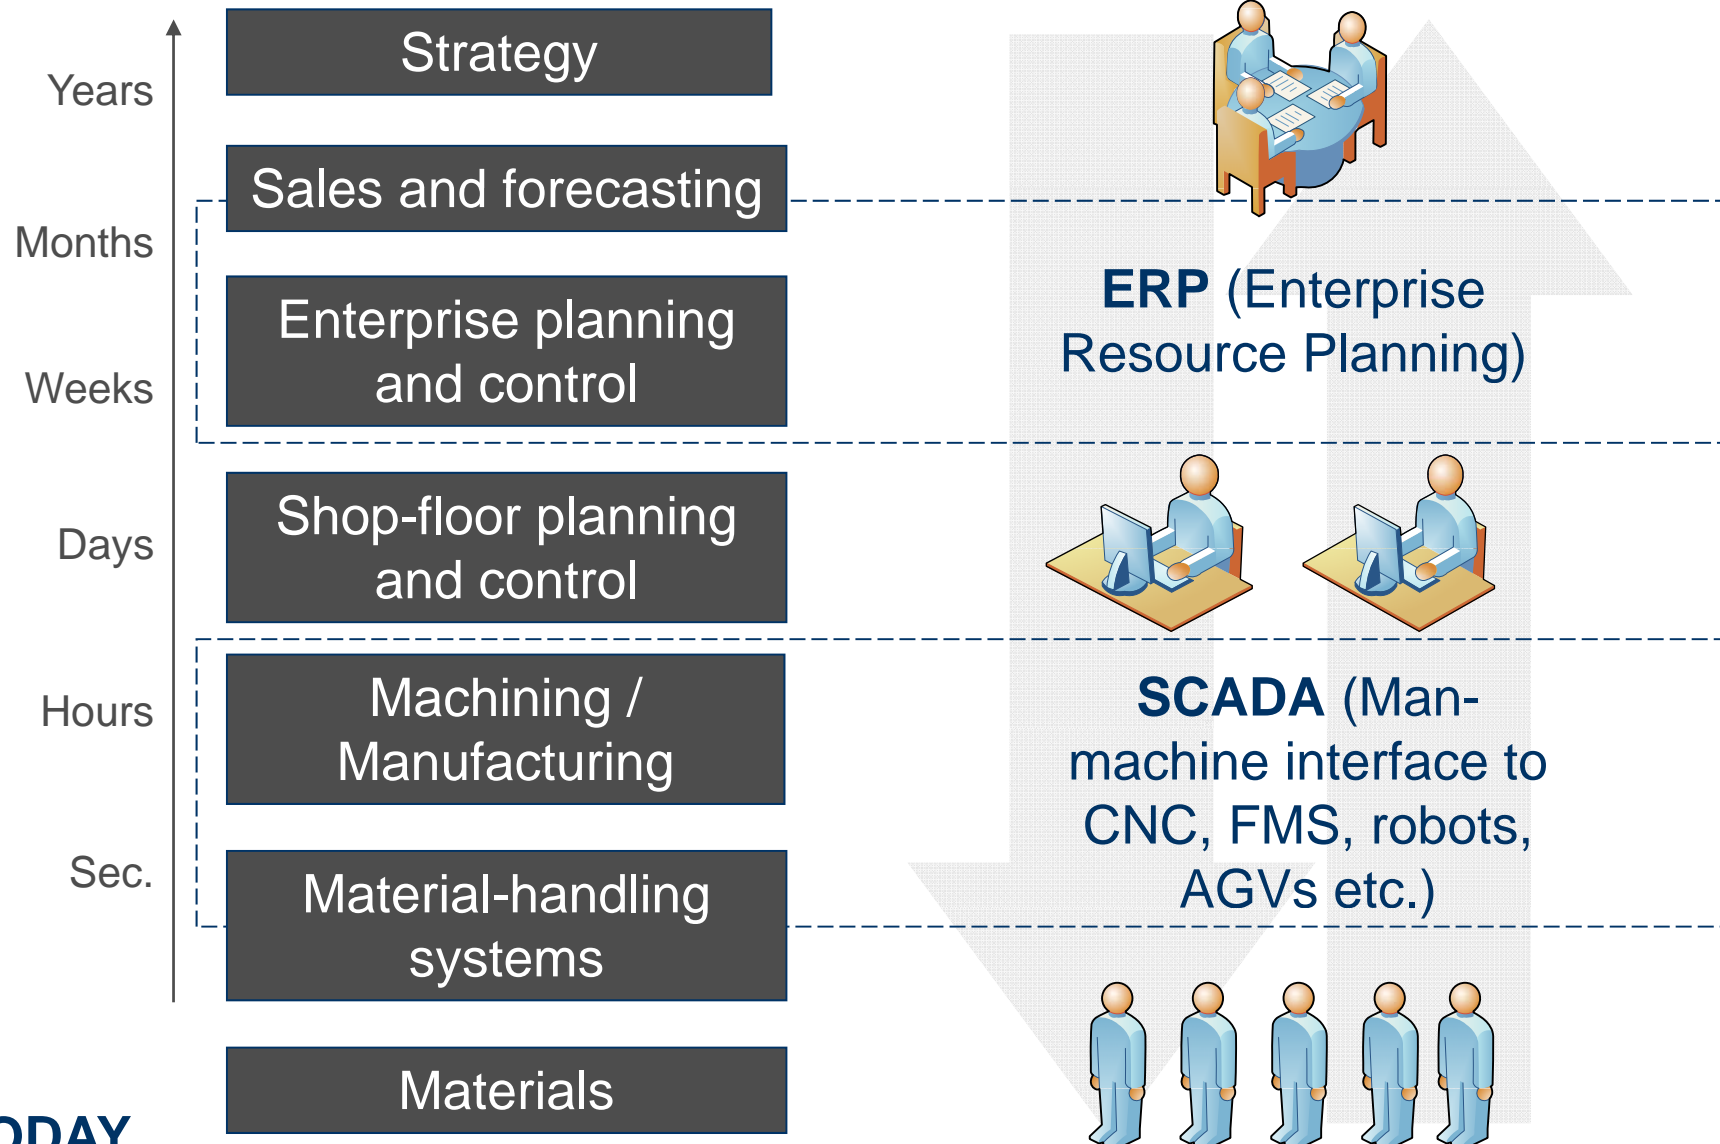 Strategy
Years
Sales and forecasting
Months
Enterprise planning
and control
ERP (Enterprise
Resource Planning)
Weeks
Shop-floor planning
and control
Days
Machining /
Manufacturing
Hours
SCADA (Man-
machine interface to
CNC, FMS, robots,
AGVs etc.)
Sec.
Material-handling
systems
Materials
ODAY